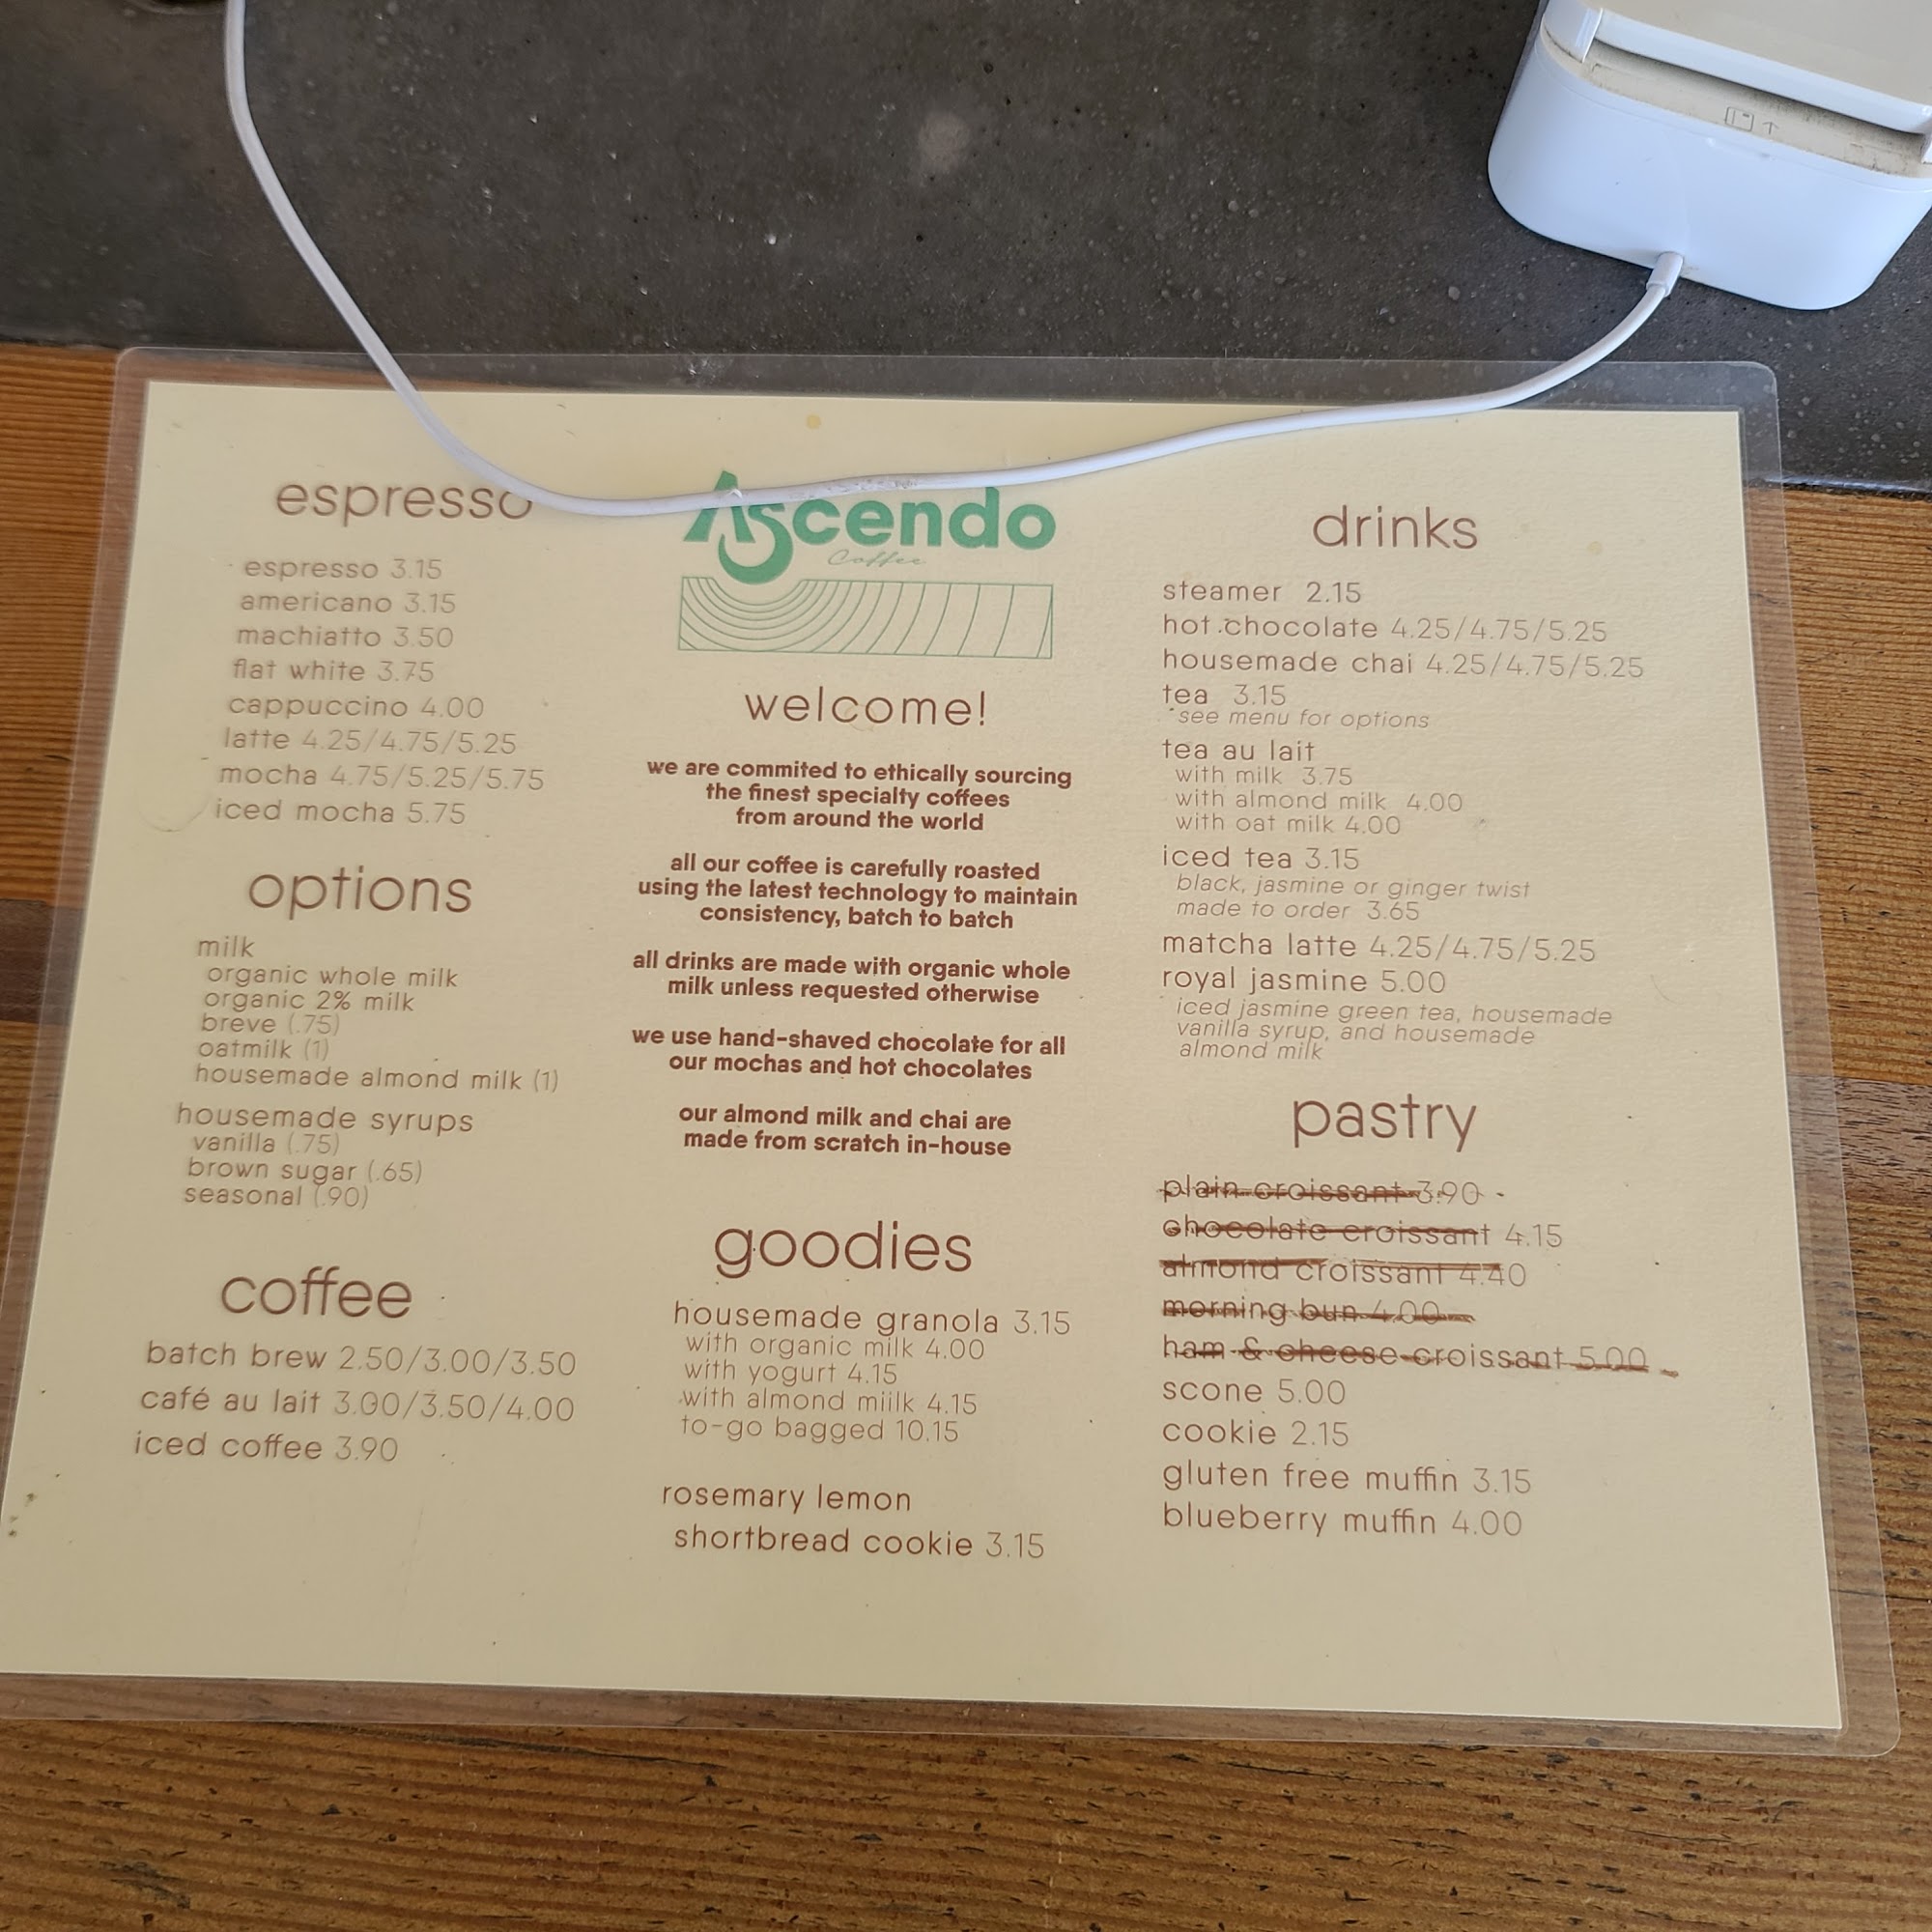 espresso
espresso 3.15
americano 3.15
machiatto 3.50
flat white 3.75
cappuccino 4.00
latte 4.25/4.75/5.25
mocha 4.75/5.25/5.75
iced mocha 5.75
options
milk
organic whole milk
organic 2% milk
breve (.75)
oatmilk (1)
housemade almond milk (1)
housemade syrups
vanilla (.75)
brown sugar (.65)
seasonal (.90)
coffee
batch brew 2.50/3.00/3.50
café au lait 3.00/3.50/4.00
iced coffee 3.90
Ascendo
Coffee
welcome!
we are commited to ethically sourcing
the finest specialty coffees
from around the world
all our coffee is carefully roasted
using the latest technology to maintain
consistency, batch to batch
all drinks are made with organic whole
milk unless requested otherwise
we use hand-shaved chocolate for all
our mochas and hot chocolates
our almond milk and chai are
made from scratch in-house
goodies
housemade granola 3.15
with organic milk 4.00
with yogurt 4.15
with almond miilk 4.15
to-go bagged 10.15
rosemary lemon
shortbread cookie 3.15
drinks
steamer 2.15
hot chocolate 4.25/4.75/5.25
housemade chai 4.25/4.75/5.25
tea 3.15
*see menu for options
tea au lait
with milk 3.75
with almond milk 4.00
with oat milk 4.00
iced tea 3.15
black, jasmine or ginger twist
made to order 3.65
matcha latte 4.25/4.75/5.25
royal jasmine 5.00
iced jasmine green tea, housemade
vanilla syrup, and housemade
almond milk
pastry
plain croissant 3.90
chocolate croissant 4.15
almond croissant 4.40
morning bun 4.00
ham & cheese croissant 5.00
scone 5.00
cookie 2.15
gluten free muffin 3.15
blueberry muffin 4.00